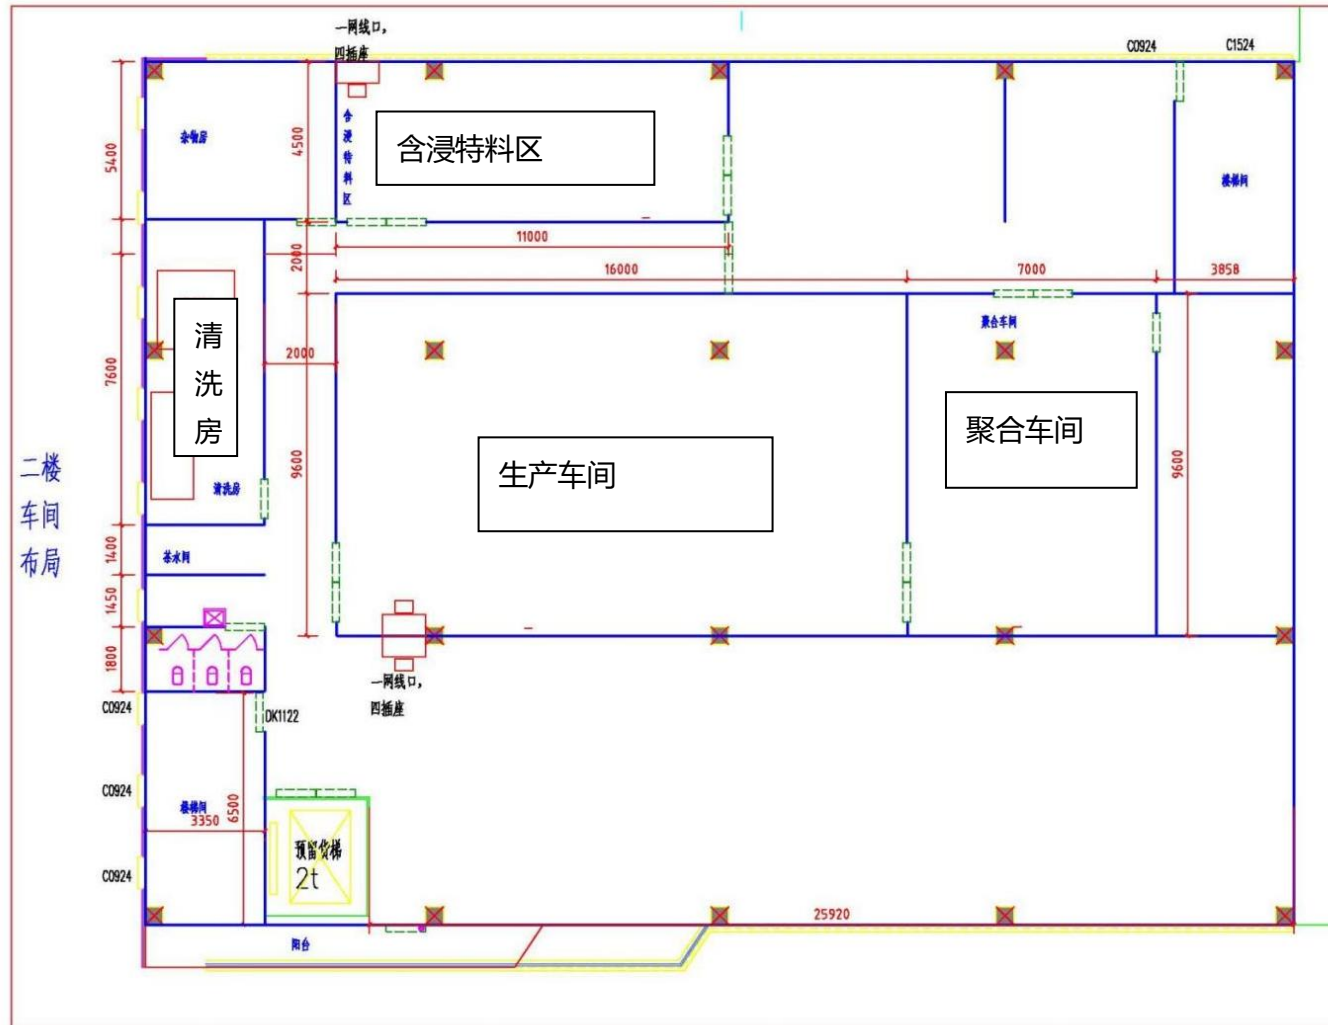 一网线口，
四插座
C0924
C1524
杂物房
含
浸
特
料
区
含浸特料区
楼梯间
5400
4500
11000
2000
16000
7000
3858
聚合车间
清
洗
房
2000
7600
9600
聚合车间
生产车间
9600
清洗房
二楼
车间
布局
1400
茶水间
1450
1800
一网线口，
四插座
C0924
DK1122
C0924
楼梯间
3350
6500
预留货梯
2t
C0924
25920
阳台